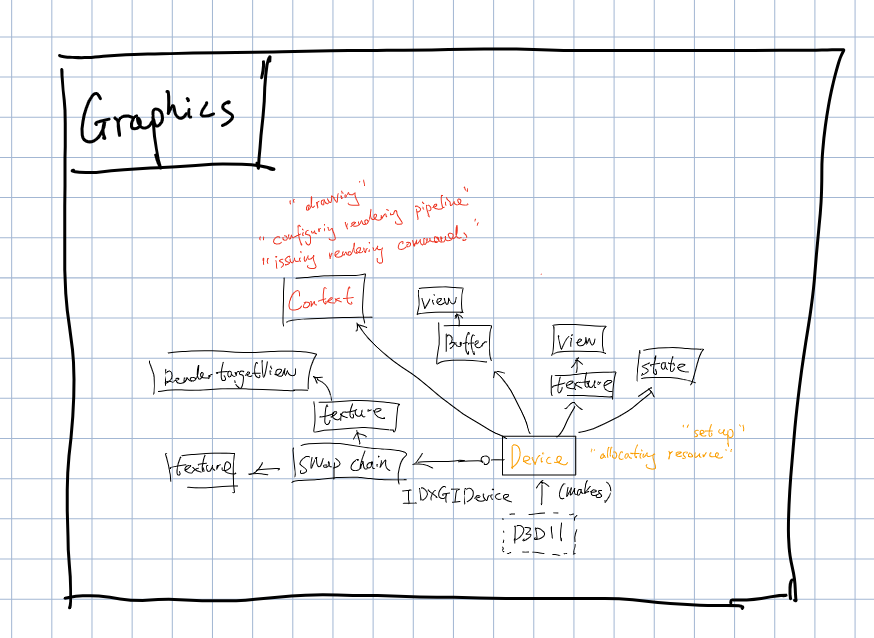 Graphics
"drawing"
"configuring rendering pipeline"
"issuing rendering commands"
Context
view
Buffer
View
texture
state
RendertargetView
texture
"set up"
"allocating resource"
Device
swap chain
texture
IDXGIDevice
(makes)
D3D11